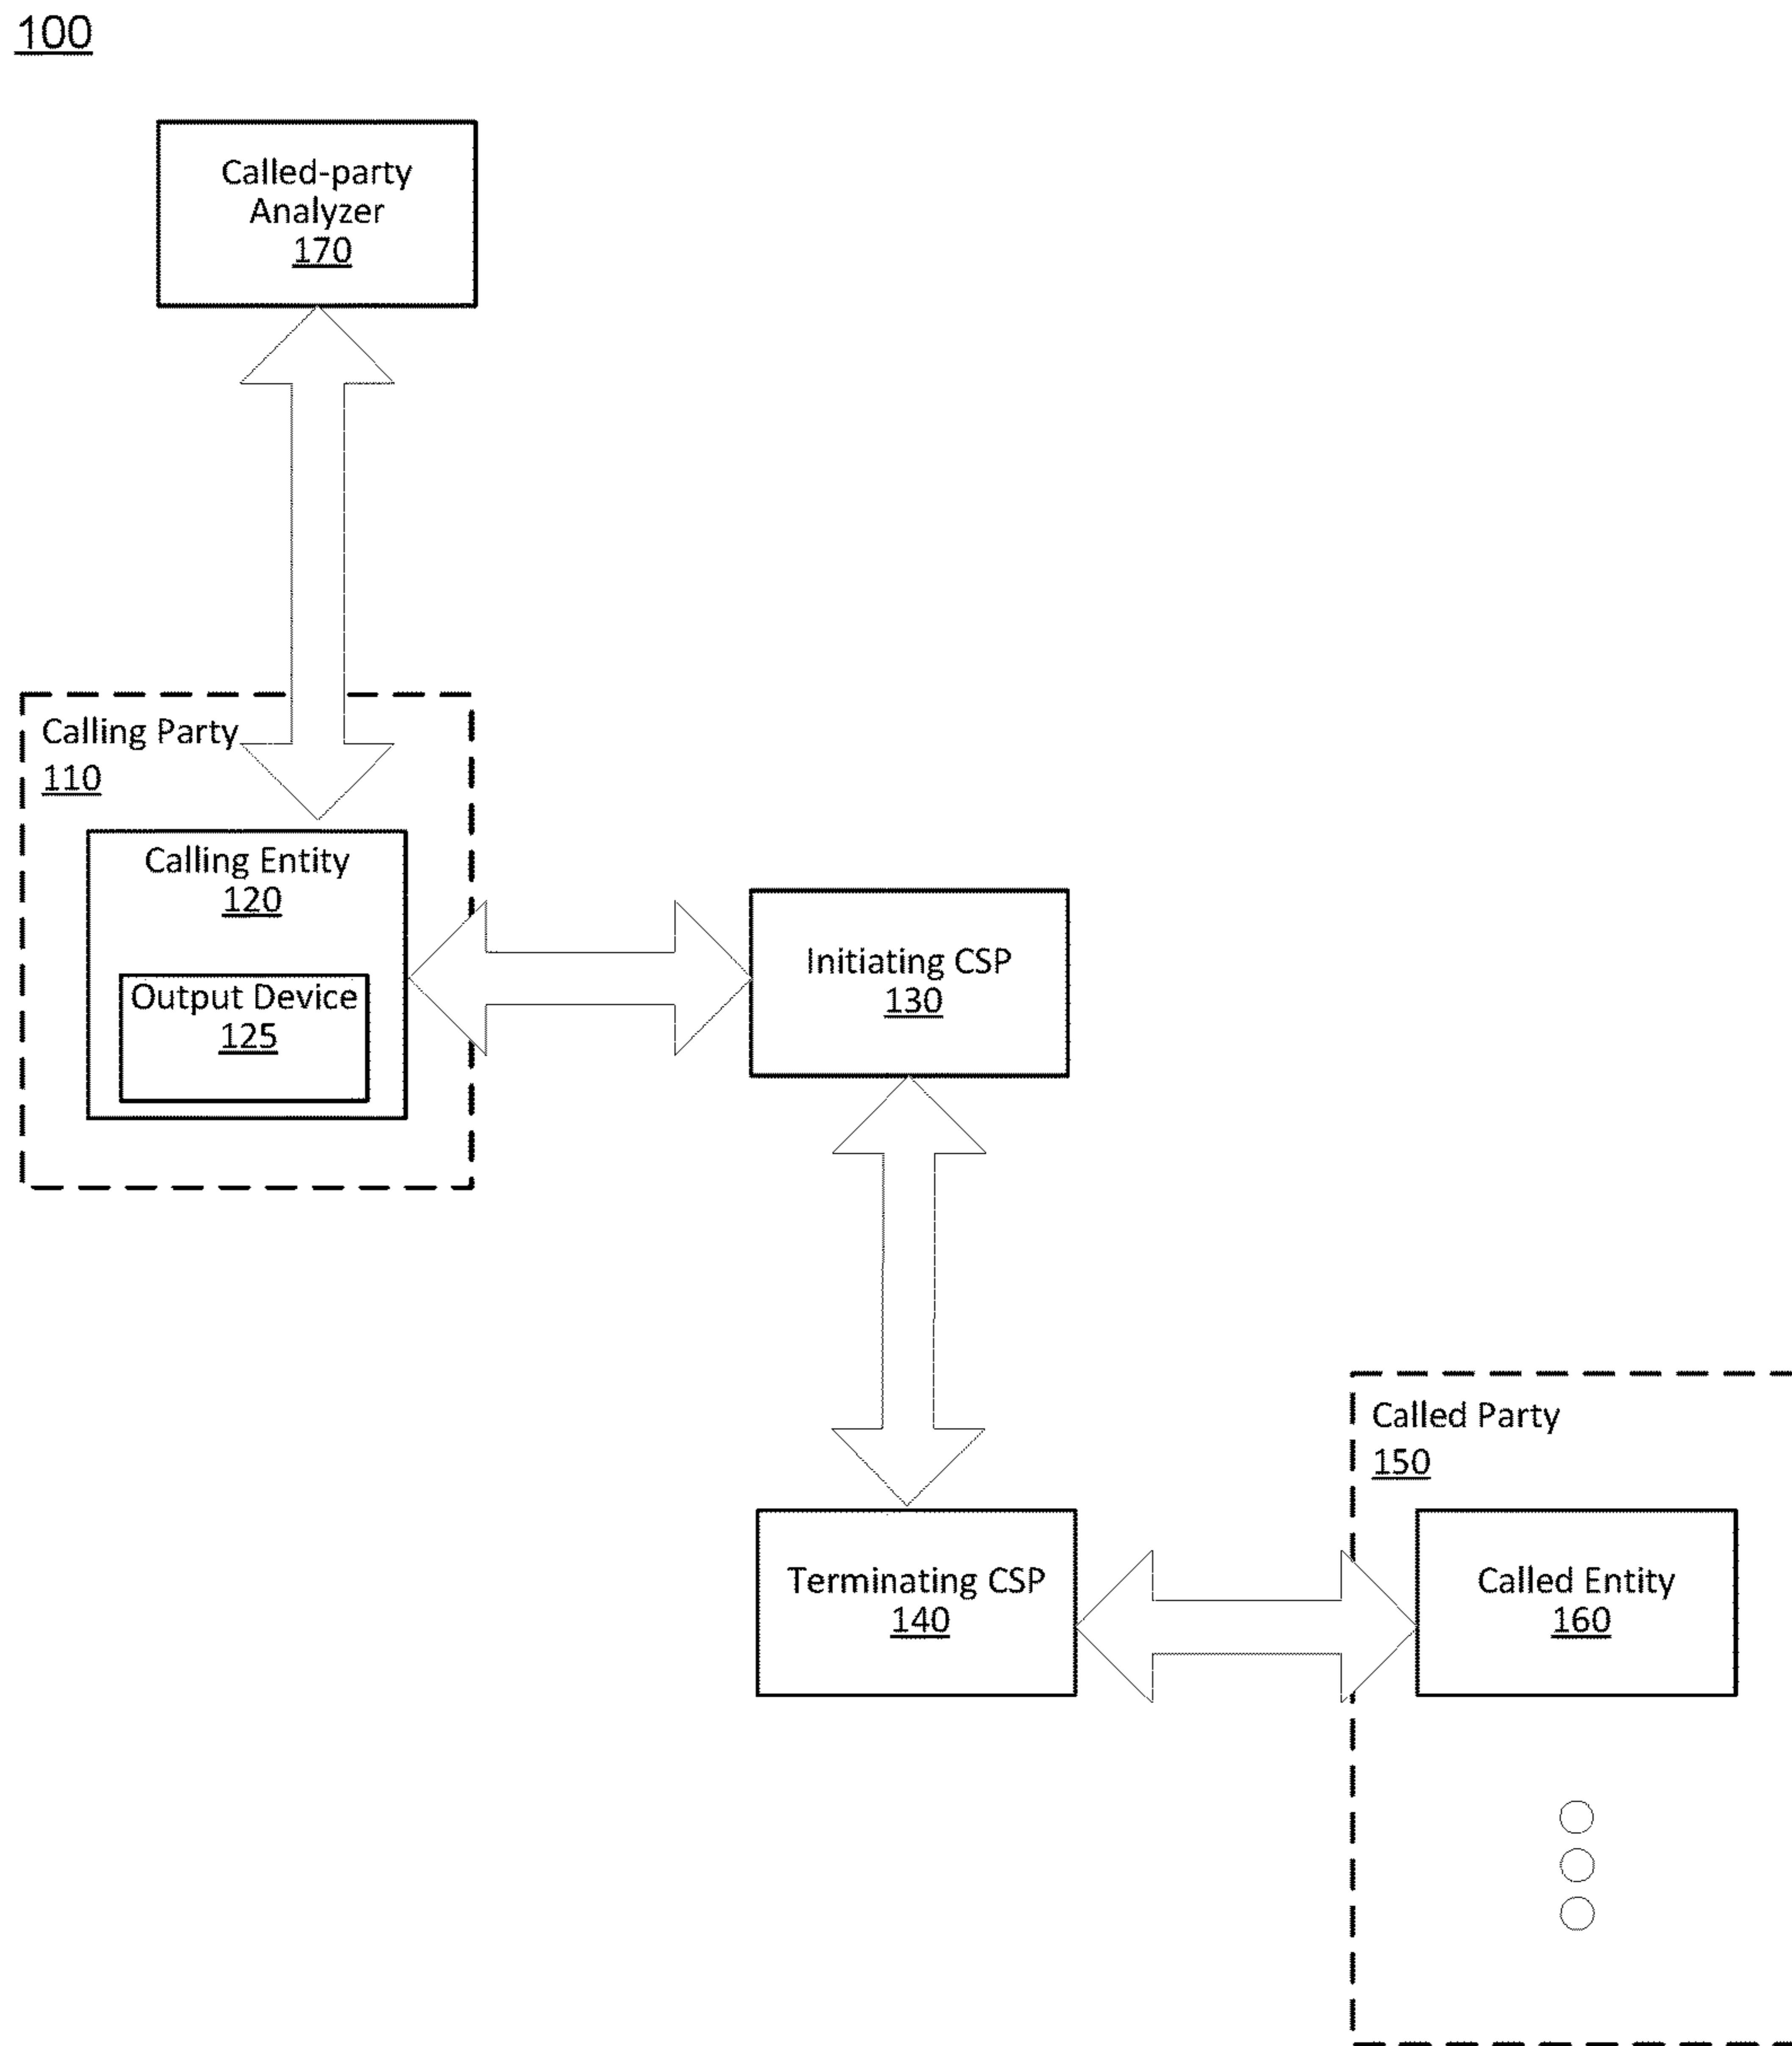 100
Called-party
Analyzer
170
Calling Party
110
Calling Entity
120
Output Device
125
Initiating CSP
130
Called Party
150
Terminating CSP
140
Called Entity
160